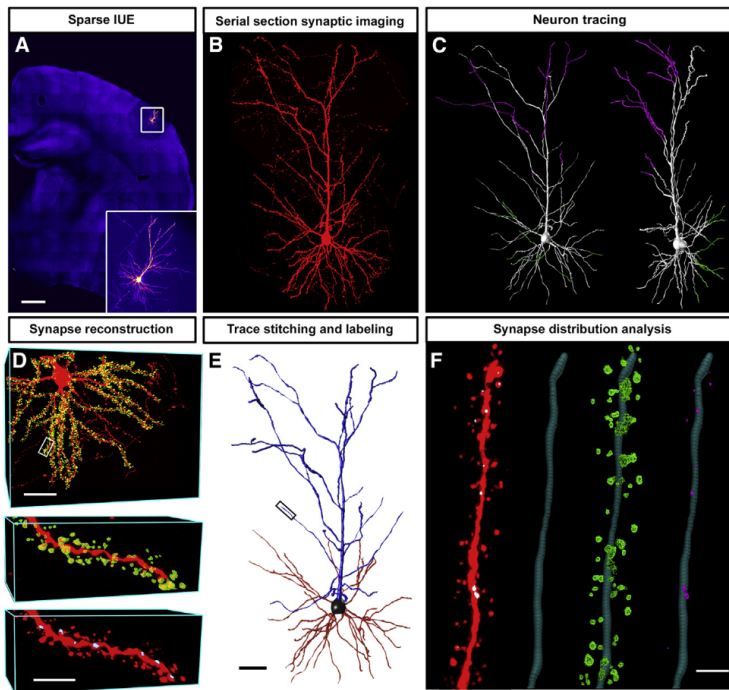 Sparse IUE
Serial section synaptic imaging
Neuron tracing
A
B
C
Synapse reconstruction
Trace stitching and labeling
Synapse distribution analysis
D
E
F